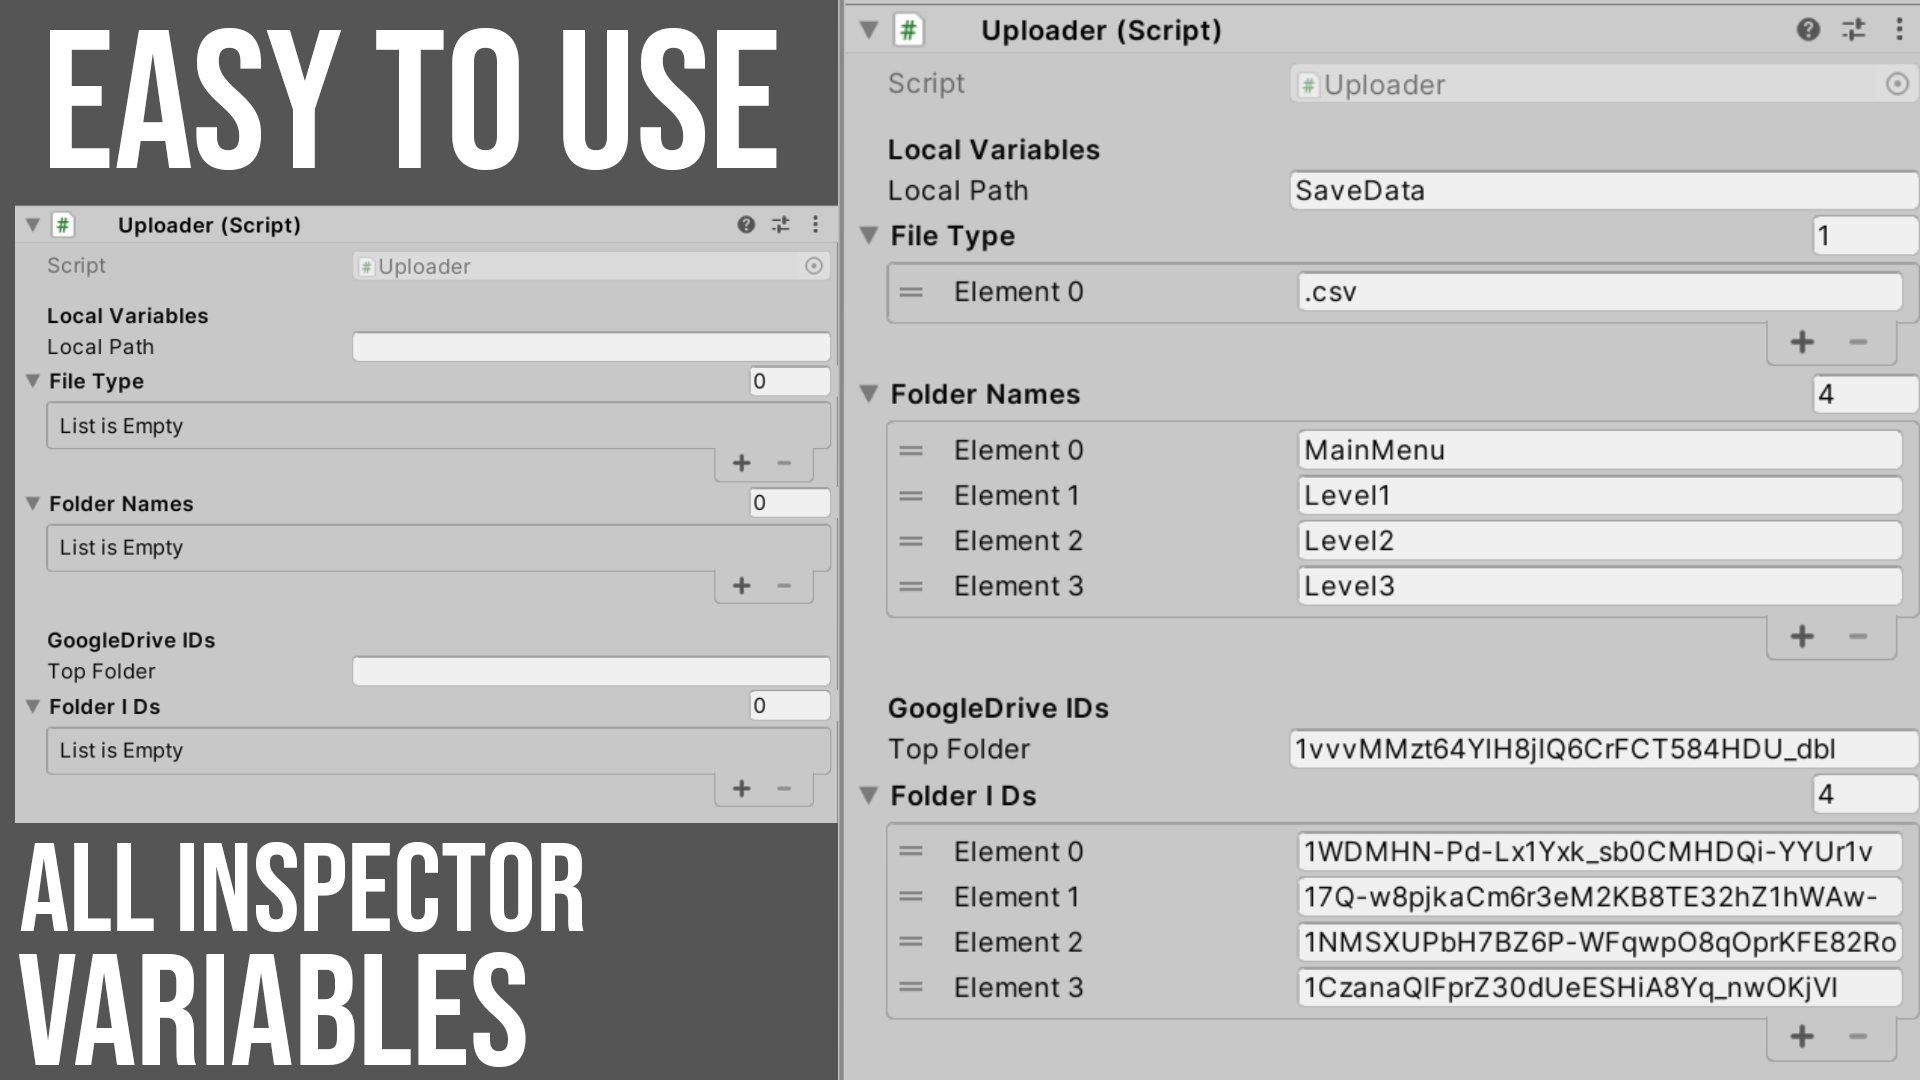 EASY TO USE
Uploader (Script)
Script
Uploader
Local Variables
Local Path
File Type
0
List is Empty
Folder Names
0
List is Empty
GoogleDrive IDs
Top Folder
Folder I Ds
0
List is Empty
ALL INSPECTOR
VARIABLES
Uploader (Script)
Script
Uploader
Local Variables
Local Path
SaveData
File Type
1
Element 0
.csv
Folder Names
4
Element 0
MainMenu
Element 1
Level1
Element 2
Level2
Element 3
Level3
GoogleDrive IDs
Top Folder
1vvvMMzt64YIH8jIQ6CrFCT584HDU_dbl
Folder I Ds
4
Element 0
1WDMHN-Pd-Lx1Yxk_sb0CMHDQi-YYUr1v
Element 1
17Q-w8pjkaCm6r3eM2KB8TE32hZ1hWAw-
Element 2
1NMSXUPbH7BZ6P-WFqwpO8qOprKFE82Ro
Element 3
1CzanaQIFprZ30dUeESHiA8Yq_nwOKjVI